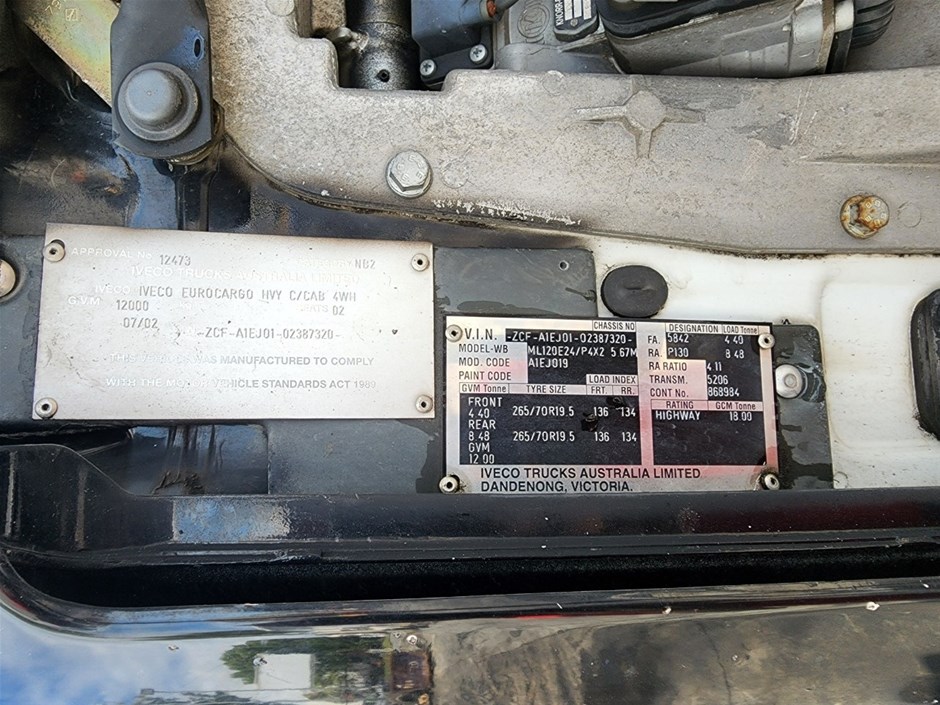 KNORR
APPROVAL No 12473 NB2
IVECO TRUCKS AUSTRALIA LIMITED
IVECO IVECO EUROCARGO HVY C/CAB 4WH
G.V.M. 12000 SEATS 02
07/02 -ZCF-A1EJ01-02387320-
THIS VEHICLE WAS MANUFACTURED TO COMPLY
WITH THE MOTOR VEHICLE STANDARDS ACT 1989
V.I.N. CHASSIS NO
-ZCF-A1EJ01-02387320-
MODEL-WB ML120E24/P4X2 5 67M
MOD. CODE A1EJ019
PAINT CODE
GVM Tonne TYRE SIZE LOAD INDEX
FRT. RR.
FRONT
4.40 265/70R19.5 136 134
REAR
8.48 265/70R19.5 136 134
GVM
12.00
DESIGNATION LOAD Tonne
FA. 5842 4.40
RA. P130 8.48
RA RATIO 4 11
TRANSM. 5206
CONT No 868984
RATING GCM Tonne
HIGHWAY 18.00
IVECO TRUCKS AUSTRALIA LIMITED
DANDENONG, VICTORIA.